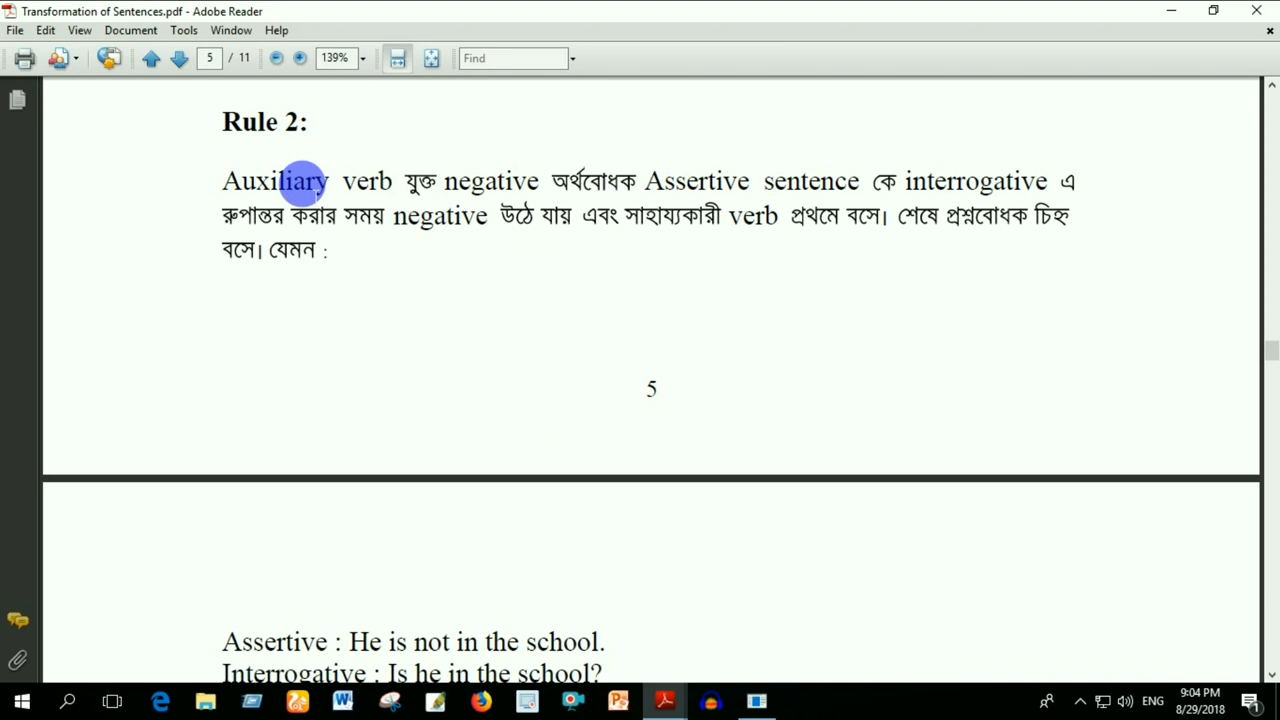 Transformation of Sentences.pdf - Adobe Reader
File Edit View Document Tools Window Help
5 / 11 139% Find
Rule 2:
Auxiliary verb যুক্ত negative অর্থবোধক Assertive sentence কে interrogative এ
রুপান্তর করার সময় negative উঠে যায় এবং সাহায্যকারী verb প্রথমে বসে। শেষে প্রশ্নবোধক চিহ্ন
বসে। যেমন :
5
Assertive : He is not in the school.
Interrogative : Is he in the school?
9:04 PM
ENG
8/29/2018
1